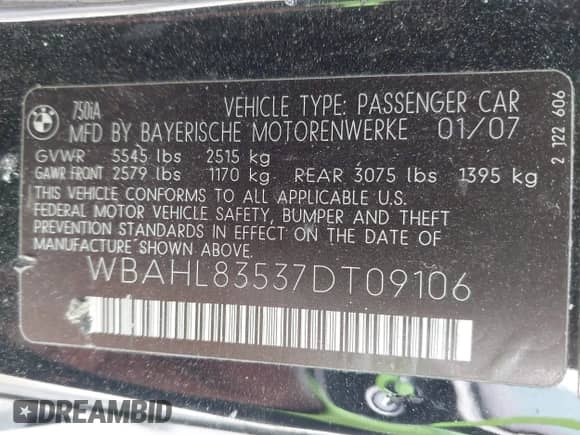 750iA VEHICLE TYPE: PASSENGER CAR
MFD BY BAYERISCHE MOTORENWERKE 01/07
GVWR 5545 lbs 2515 kg
GAWR FRONT 2579 lbs 1170 kg REAR 3075 lbs 1395 kg
THIS VEHICLE CONFORMS TO ALL APPLICABLE U.S.
FEDERAL MOTOR VEHICLE SAFETY, BUMPER AND THEFT
PREVENTION STANDARDS IN EFFECT ON THE DATE OF
MANUFACTURE SHOWN ABOVE.
WBAHL83537DT09106
2 122 606
DREAMBID